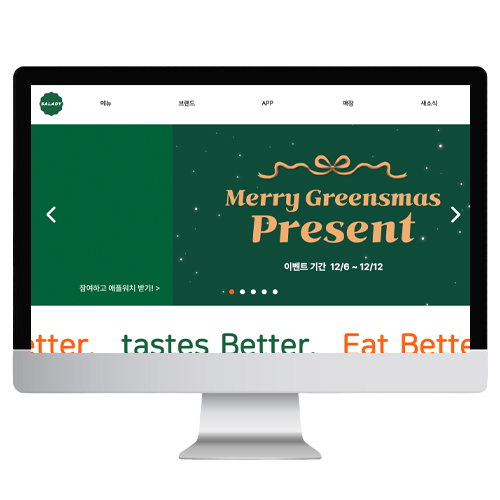 SALADY
메뉴
브랜드
APP
매장
새소식
Merry Greensmas
Present
이벤트 기간 12/6 ~ 12/12
참여하고 애플워치 받기! >
etter. tastes Better. Eat Bette